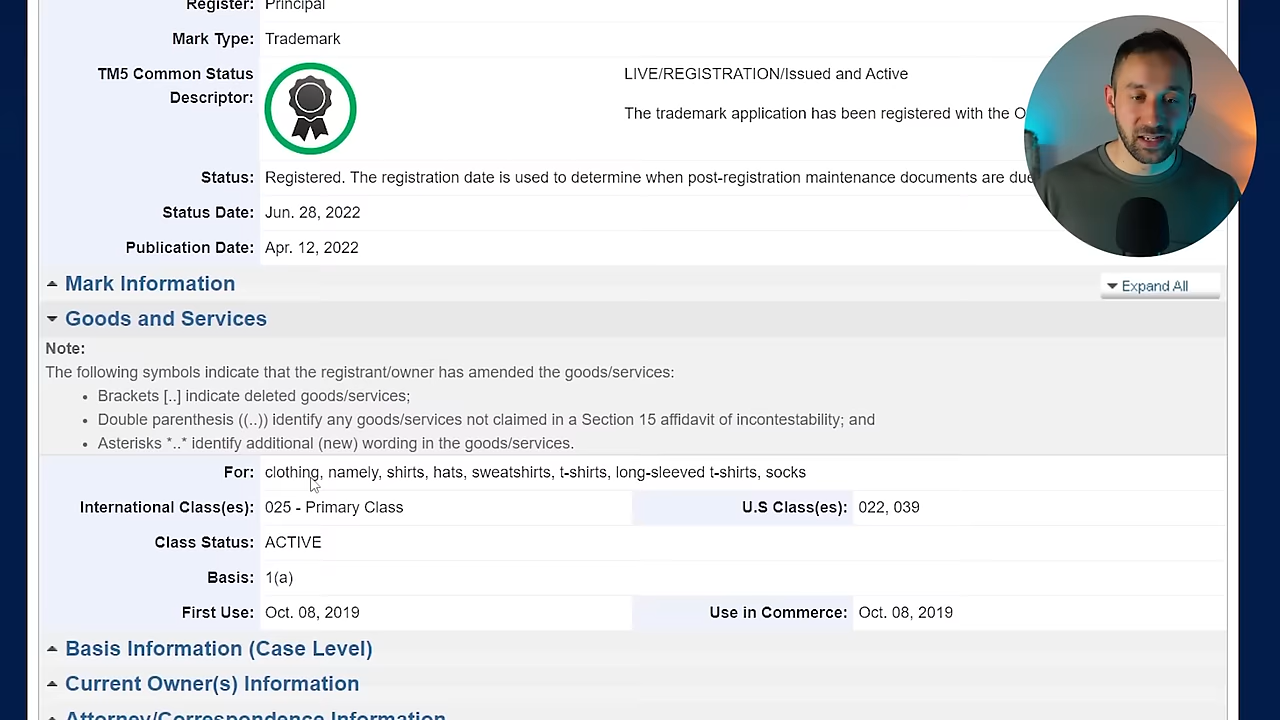 Register: Principal
Mark Type: Trademark
TM5 Common Status Descriptor: LIVE/REGISTRATION/Issued and Active
The trademark application has been registered with the
Status: Registered. The registration date is used to determine when post-registration maintenance documents are due
Status Date: Jun. 28, 2022
Publication Date: Apr. 12, 2022
Mark Information
Expand All
Goods and Services
Note:
The following symbols indicate that the registrant/owner has amended the goods/services:
• Brackets [..] indicate deleted goods/services;
• Double parenthesis ((..)) identify any goods/services not claimed in a Section 15 affidavit of incontestability; and
• Asterisks *..* identify additional (new) wording in the goods/services.
For: clothing, namely, shirts, hats, sweatshirts, t-shirts, long-sleeved t-shirts, socks
International Class(es): 025 - Primary Class U.S Class(es): 022, 039
Class Status: ACTIVE
Basis: 1(a)
First Use: Oct. 08, 2019 Use in Commerce: Oct. 08, 2019
Basis Information (Case Level)
Current Owner(s) Information
Attorney/Correspondence Information